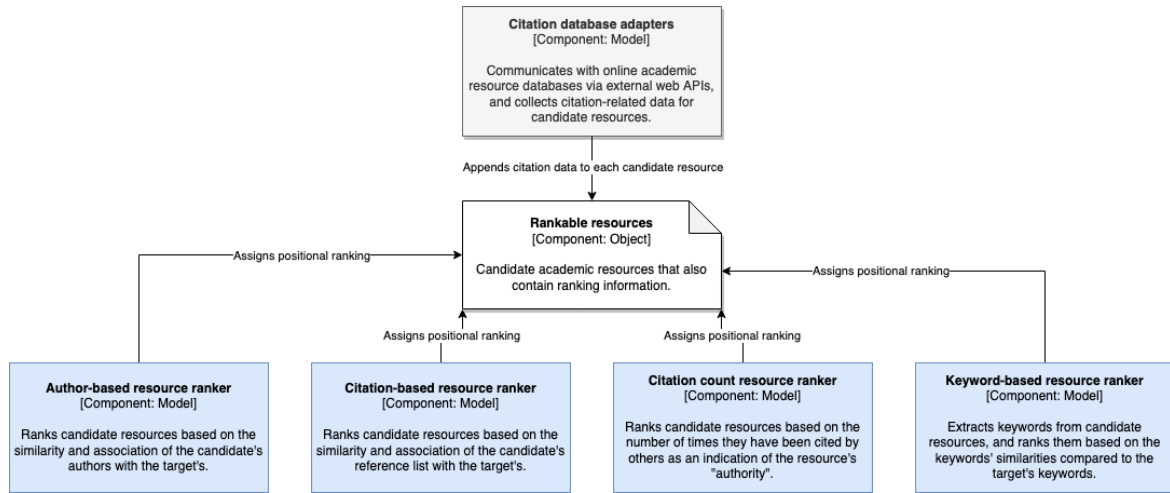 Citation database adapters
[Component: Model]
Communicates with online academic
resource databases via external web APIs,
and collects citation-related data for
candidate resources.
Appends citation data to each candidate resource
Rankable resources
[Component: Object]
Candidate academic resources that also
contain ranking information.
Assigns positional ranking
Assigns positional ranking
Assigns positional ranking
Assigns positional ranking
Author-based resource ranker
[Component: Model]
Ranks candidate resources based on the
similarity and association of the candidate's
authors with the target's.
Citation-based resource ranker
[Component: Model]
Ranks candidate resources based on the
similarity and association of the candidate's
reference list with the target's.
Citation count resource ranker
[Component: Model]
Ranks candidate resources based on the
number of times they have been cited by
others as an indication of the resource's
"authority".
Keyword-based resource ranker
[Component: Model]
Extracts keywords from candidate
resources, and ranks them based on the
keywords' similarities compared to the
target's keywords.